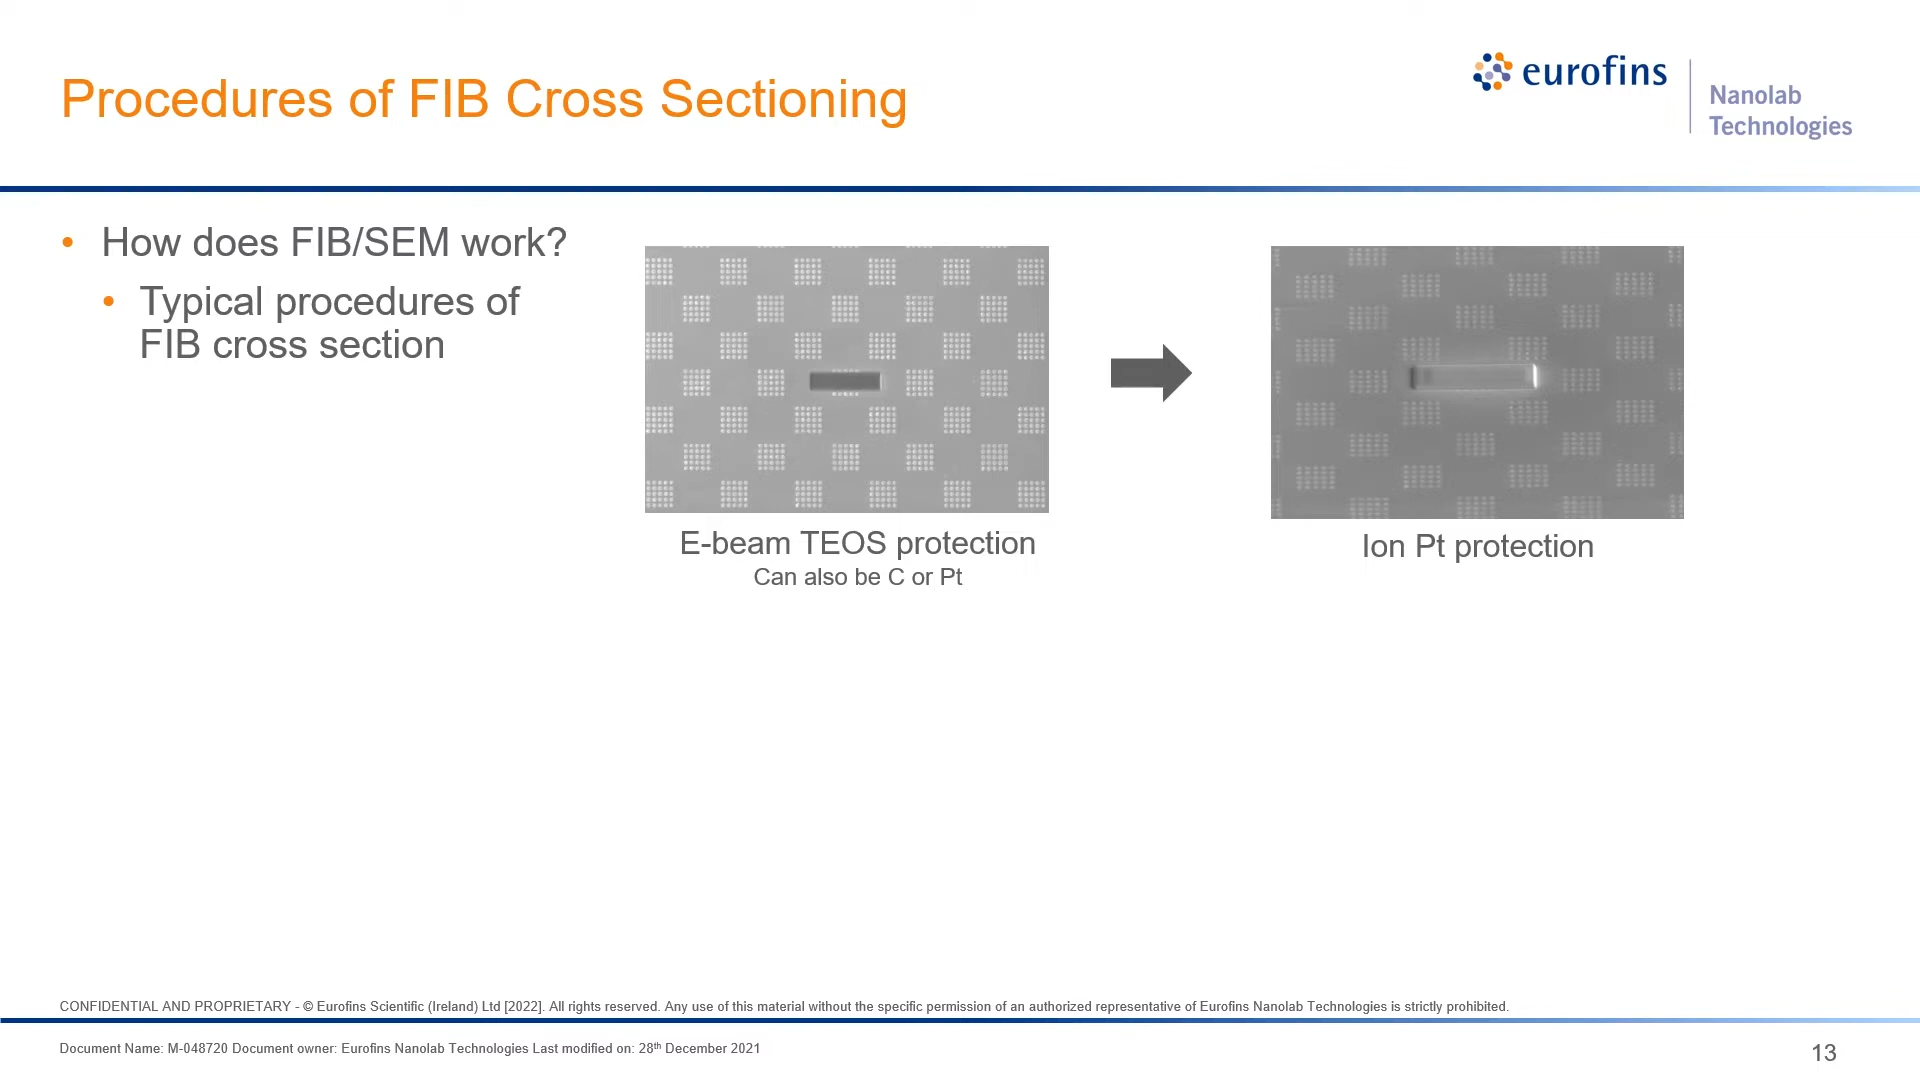 Procedures of FIB Cross Sectioning
eurofins
Nanolab
Technologies
• How does FIB/SEM work?
• Typical procedures of
FIB cross section
E-beam TEOS protection
Can also be C or Pt
Ion Pt protection
CONFIDENTIAL AND PROPRIETARY - © Eurofins Scientific (Ireland) Ltd [2022]. All rights reserved. Any use of this material without the specific permission of an authorized representative of Eurofins Nanolab Technologies is strictly prohibited.
Document Name: M-048720 Document owner: Eurofins Nanolab Technologies Last modified on: 28th December 2021
13